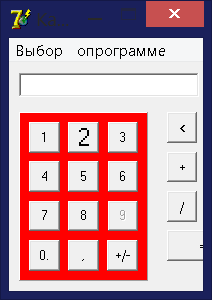 Выбор опрограмме
1 2 3 <
4 5 6 +
7 8 9 /
0. , +/- =